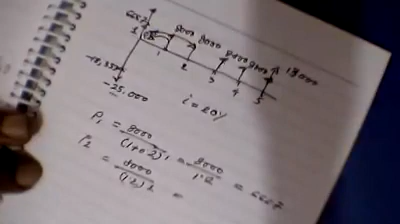 6667
8000 8000 8000 8000 18000
1 2 3 4 5
-25.000
i = 20%
P₁ = 8000/(1+0.2)¹ = 8000/1.2 = 6667
P₂ = 8000/(1.2)² =